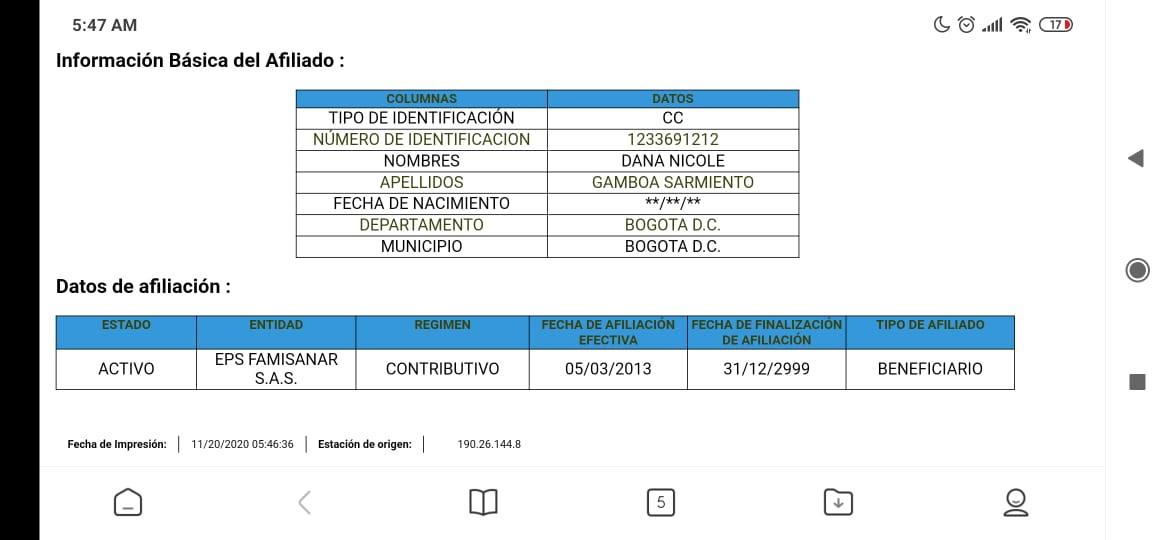 5:47 AM
17
Información Básica del Afiliado :
COLUMNAS DATOS
TIPO DE IDENTIFICACIÓN CC
NÚMERO DE IDENTIFICACION 1233691212
NOMBRES DANA NICOLE
APELLIDOS GAMBOA SARMIENTO
FECHA DE NACIMIENTO **/**/**
DEPARTAMENTO BOGOTA D.C.
MUNICIPIO BOGOTA D.C.
Datos de afiliación :
ESTADO ENTIDAD REGIMEN FECHA DE AFILIACIÓN EFECTIVA FECHA DE FINALIZACIÓN DE AFILIACIÓN TIPO DE AFILIADO
ACTIVO EPS FAMISANAR S.A.S. CONTRIBUTIVO 05/03/2013 31/12/2999 BENEFICIARIO
Fecha de Impresión: 11/20/2020 05:46:36 Estación de origen: 190.26.144.8
5